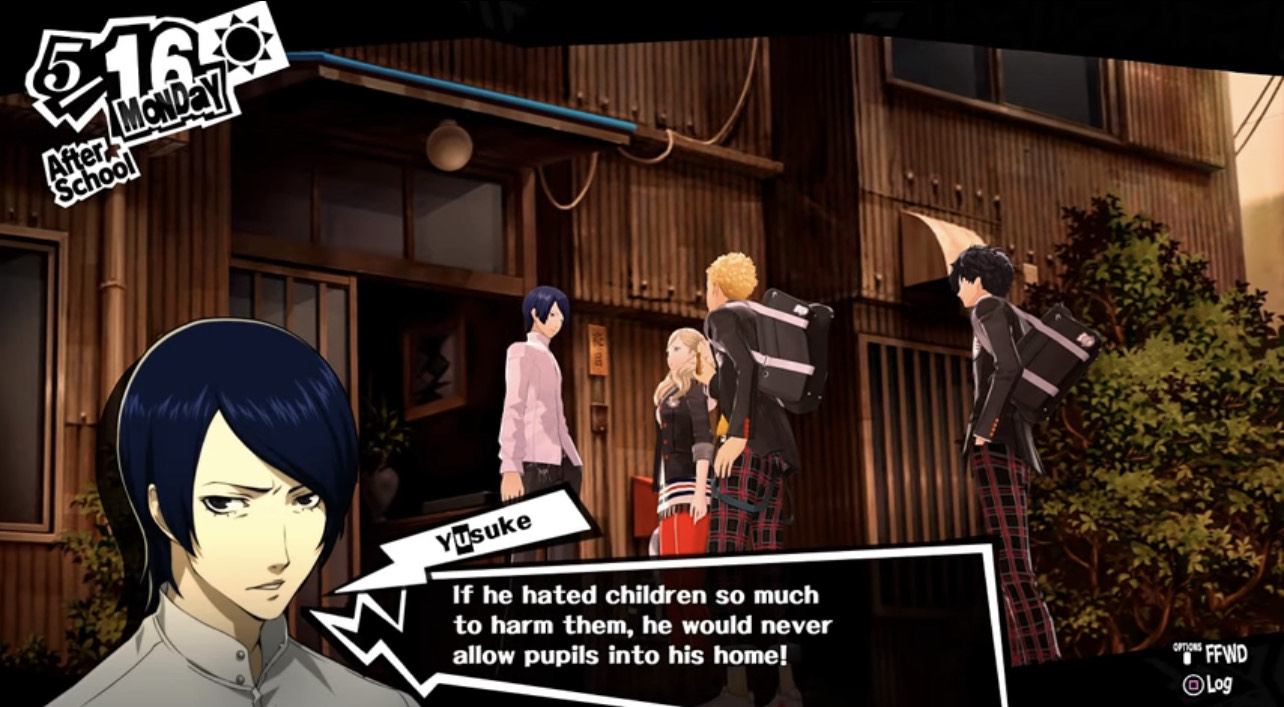 5/16
Monday
After School
Yusuke
If he hated children so much
to harm them, he would never
allow pupils into his home!
OPTIONS FFWD
Log